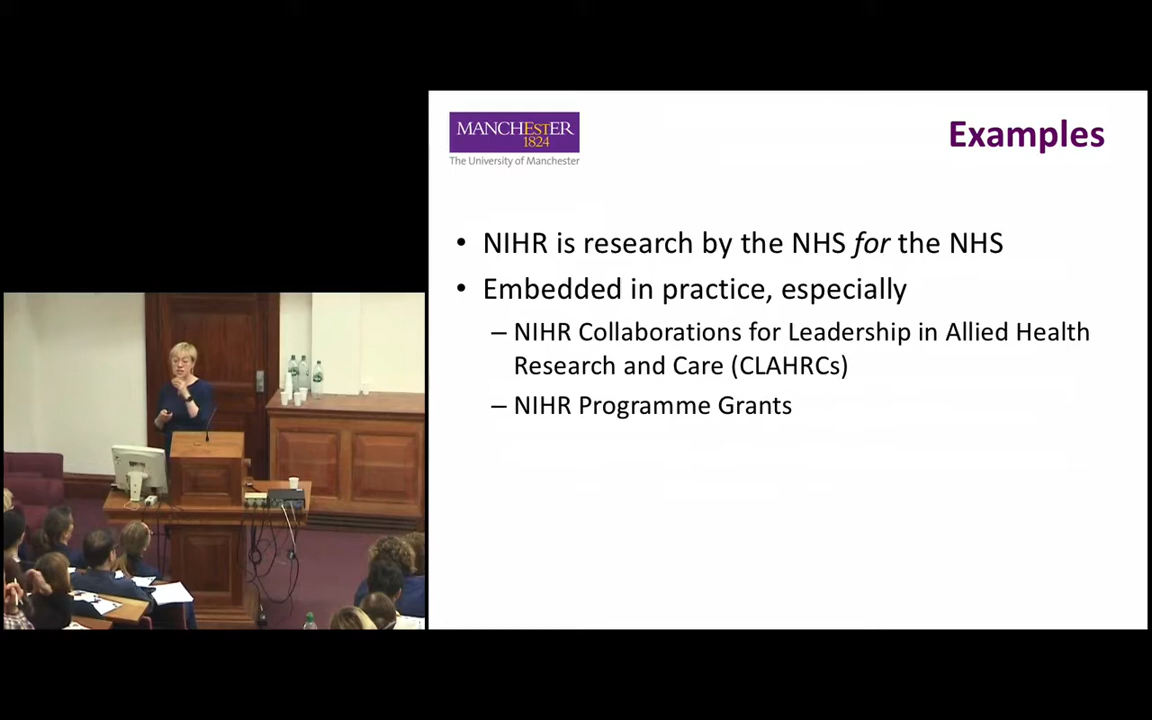 MANCHESTER
1824
The University of Manchester
Examples
• NIHR is research by the NHS for the NHS
• Embedded in practice, especially
– NIHR Collaborations for Leadership in Allied Health
Research and Care (CLAHRCs)
– NIHR Programme Grants